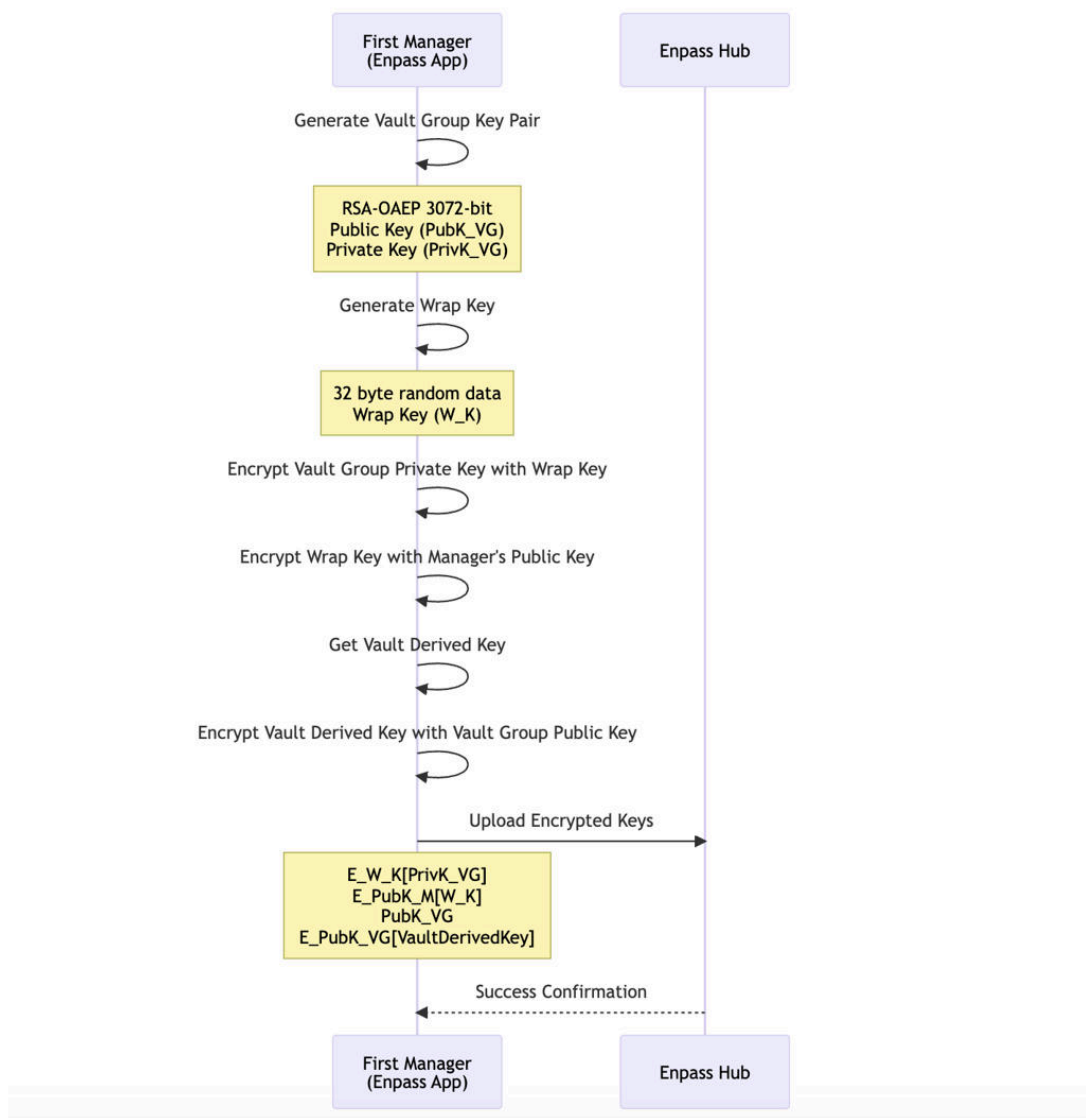 First Manager
(Enpass App)
Enpass Hub
Generate Vault Group Key Pair
RSA-OAEP 3072-bit
Public Key (PubK_VG)
Private Key (PrivK_VG)
Generate Wrap Key
32 byte random data
Wrap Key (W_K)
Encrypt Vault Group Private Key with Wrap Key
Encrypt Wrap Key with Manager's Public Key
Get Vault Derived Key
Encrypt Vault Derived Key with Vault Group Public Key
Upload Encrypted Keys
E_W_K[PrivK_VG]
E_PubK_M[W_K]
PubK_VG
E_PubK_VG[VaultDerivedKey]
Success Confirmation
First Manager
(Enpass App)
Enpass Hub